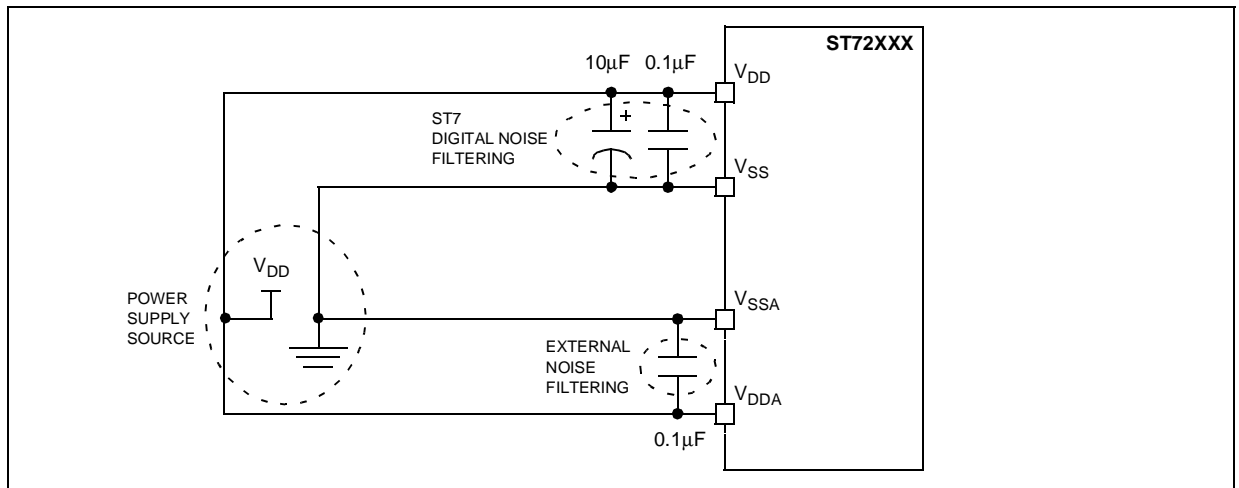 ST72XXX
10μF 0.1μF
VDD
ST7
DIGITAL NOISE
FILTERING
+
VSS
VDD
POWER
SUPPLY
SOURCE
VSSA
EXTERNAL
NOISE
FILTERING
VDDA
0.1μF